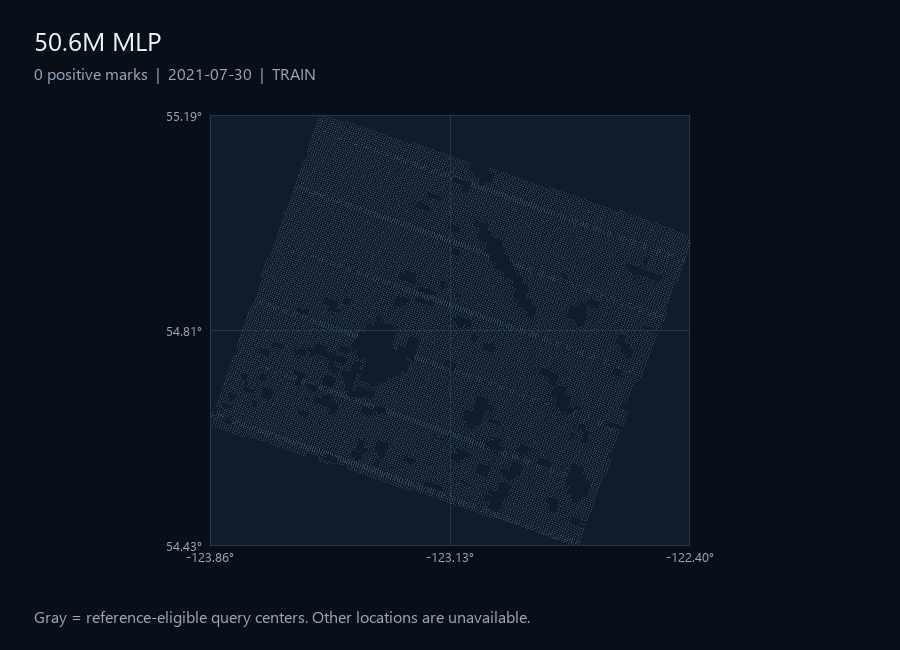 50.6M MLP
0 positive marks | 2021-07-30 | TRAIN
55.19°
54.81°
54.43°
-123.86°
-123.13°
-122.40°
Gray = reference-eligible query centers. Other locations are unavailable.